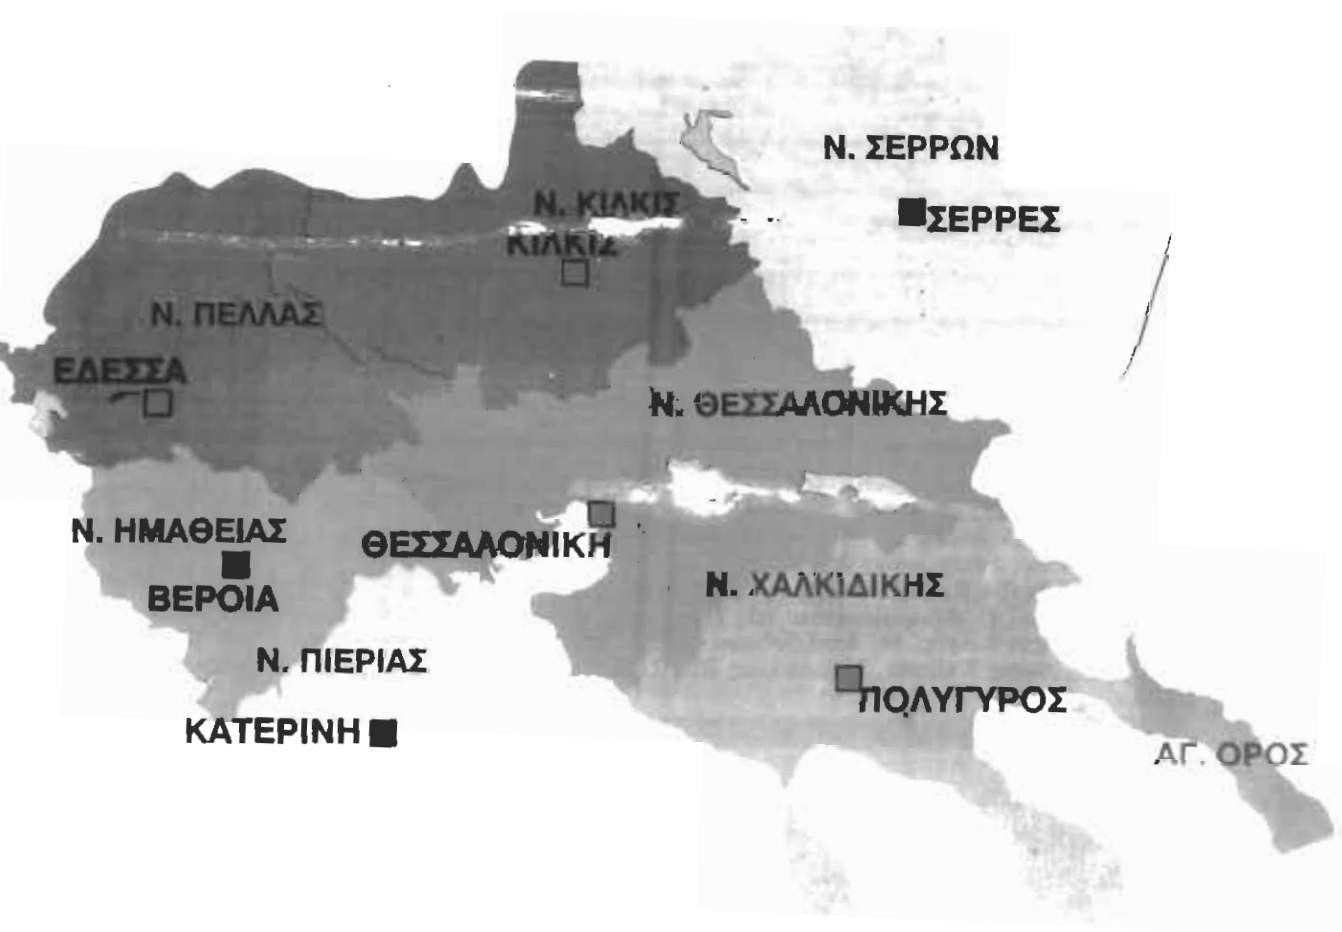 Ν. ΣΕΡΡΩΝ
ΣΕΡΡΕΣ
Ν. ΚΙΛΚΙΣ
ΚΙΛΚΙΣ
Ν. ΠΕΛΛΑΣ
ΕΔΕΣΣΑ
Ν. ΘΕΣΣΑΛΟΝΙΚΗΣ
Ν. ΗΜΑΘΕΙΑΣ
ΘΕΣΣΑΛΟΝΙΚΗ
ΒΕΡΟΙΑ
Ν. ΧΑΛΚΙΔΙΚΗΣ
Ν. ΠΙΕΡΙΑΣ
ΠΟΛΥΓΥΡΟΣ
ΚΑΤΕΡΙΝΗ
ΑΓ. ΟΡΟΣ